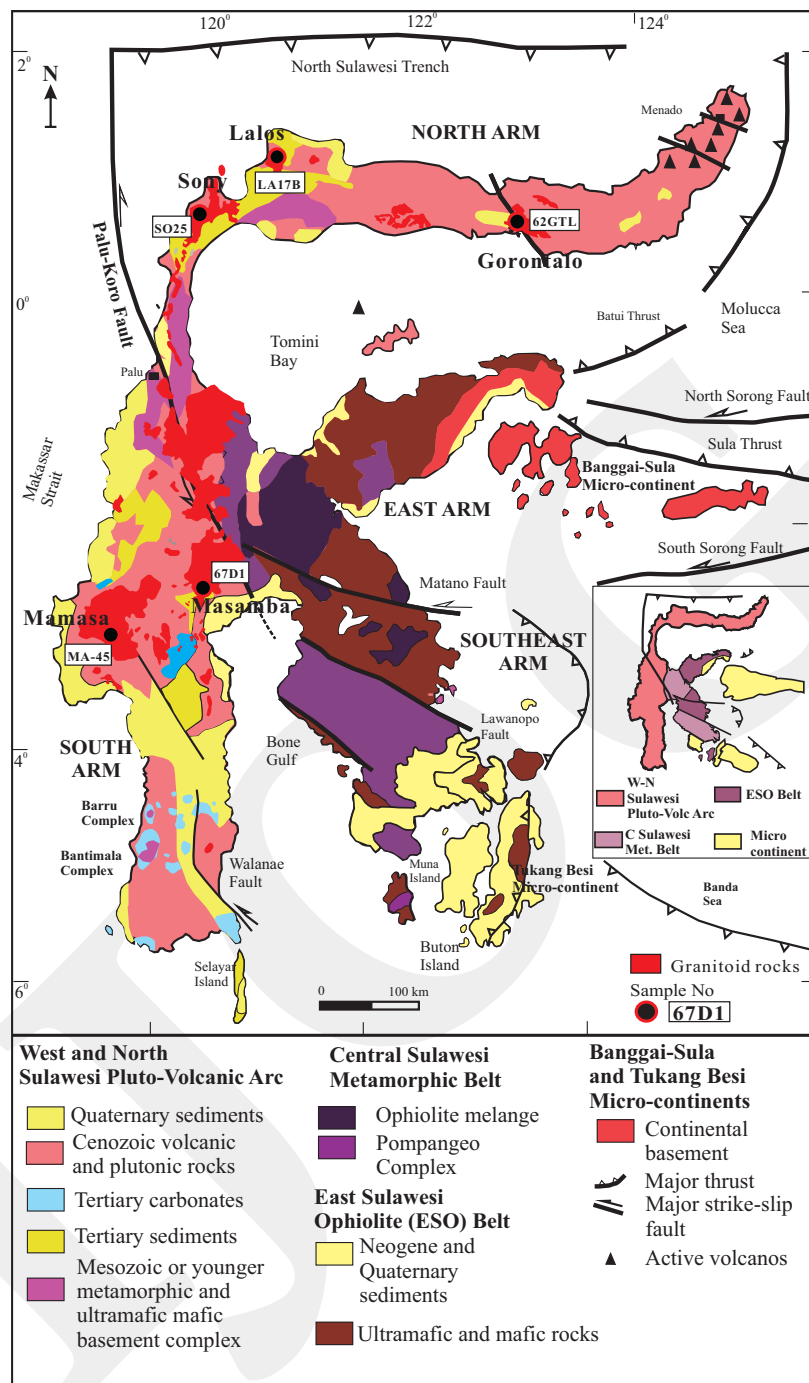 120⁰
122⁰
124⁰
2⁰
N
North Sulawesi Trench
Menado
Lalos
NORTH ARM
LA17B
Sony
SO25
62GTL
Gorontalo
Palu-Koro Fault
0⁰
Batui Thrust
Molucca
Sea
Tomini
Bay
Palu
North Sorong Fault
Sula Thrust
Makassar
Strait
Banggai-Sula
Micro-continent
EAST ARM
South Sorong Fault
67D1
Matano Fault
Masamba
Mamasa
MA-45
SOUTHEAST
ARM
Lawanopo
Fault
SOUTH
ARM
Bone
Gulf
4⁰
W-N
Sulawesi
Pluto-Volc Arc
ESO Belt
C Sulawesi
Met. Belt
Micro
continent
Barru
Complex
Bantimala
Complex
Walanae
Fault
Muna
Island
Tukang Besi
Micro-continent
Banda
Sea
Buton
Island
Selayar
Island
6⁰
0 100 km
Granitoid rocks
Sample No
67D1
West and North
Sulawesi Pluto-Volcanic Arc
Quaternary sediments
Cenozoic volcanic
and plutonic rocks
Tertiary carbonates
Tertiary sediments
Mesozoic or younger
metamorphic and
ultramafic mafic
basement complex
Central Sulawesi
Metamorphic Belt
Ophiolite melange
Pompangeo
Complex
East Sulawesi
Ophiolite (ESO) Belt
Neogene and
Quaternary
sediments
Ultramafic and mafic rocks
Banggai-Sula
and Tukang Besi
Micro-continents
Continental
basement
Major thrust
Major strike-slip
fault
Active volcanos